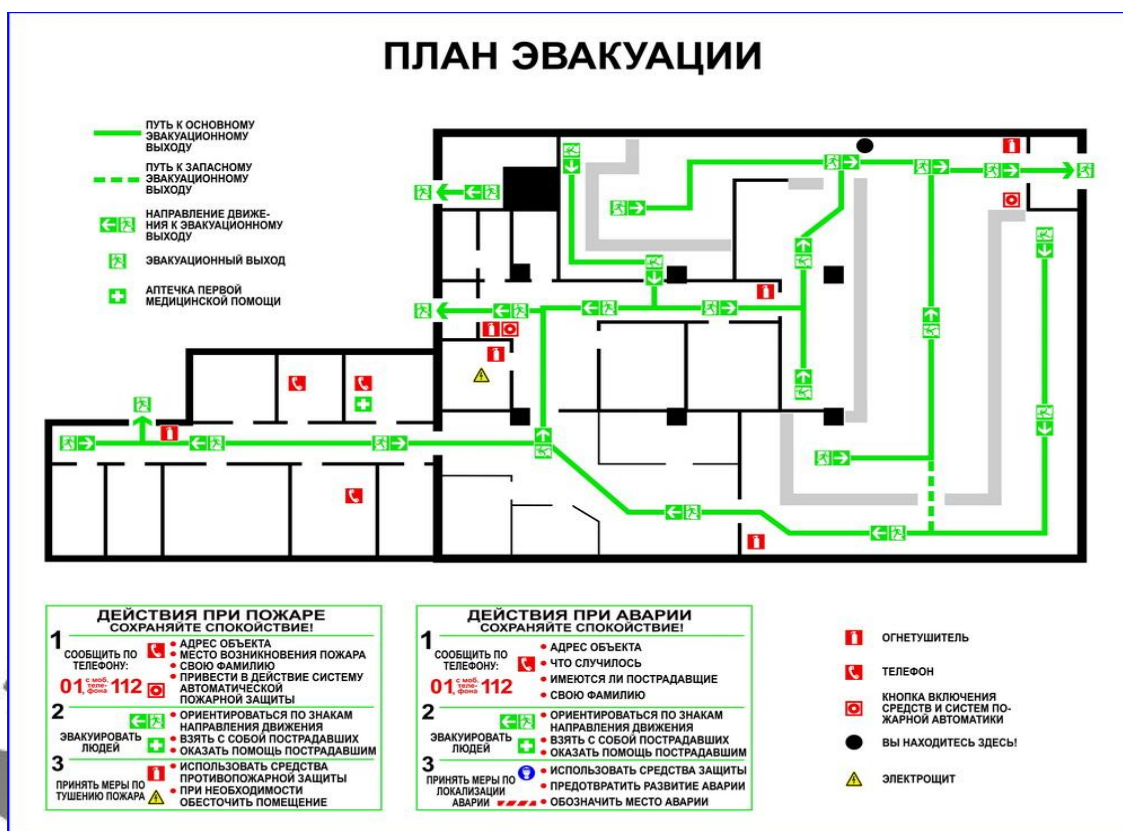 ПЛАН ЭВАКУАЦИИ
ПУТЬ К ОСНОВНОМУ
ЭВАКУАЦИОННОМУ
ВЫХОДУ
ПУТЬ К ЗАПАСНОМУ
ЭВАКУАЦИОННОМУ
ВЫХОДУ
НАПРАВЛЕНИЕ ДВИЖЕ-
НИЯ К ЭВАКУАЦИОННОМУ
ВЫХОДУ
ЭВАКУАЦИОННЫЙ ВЫХОД
АПТЕЧКА ПЕРВОЙ
МЕДИЦИНСКОЙ ПОМОЩИ
ДЕЙСТВИЯ ПРИ ПОЖАРЕ
СОХРАНЯЙТЕ СПОКОЙСТВИЕ!
1
СООБЩИТЬ ПО
ТЕЛЕФОНУ:
01, с моб. теле- фона 112
• АДРЕС ОБЪЕКТА
• МЕСТО ВОЗНИКНОВЕНИЯ ПОЖАРА
• СВОЮ ФАМИЛИЮ
• ПРИВЕСТИ В ДЕЙСТВИЕ СИСТЕМУ
АВТОМАТИЧЕСКОЙ
ПОЖАРНОЙ ЗАЩИТЫ
2
ЭВАКУИРОВАТЬ
ЛЮДЕЙ
• ОРИЕНТИРОВАТЬСЯ ПО ЗНАКАМ
НАПРАВЛЕНИЯ ДВИЖЕНИЯ
• ВЗЯТЬ С СОБОЙ ПОСТРАДАВШИХ
• ОКАЗАТЬ ПОМОЩЬ ПОСТРАДАВШИМ
3
ПРИНЯТЬ МЕРЫ ПО
ТУШЕНИЮ ПОЖАРА
• ИСПОЛЬЗОВАТЬ СРЕДСТВА
ПРОТИВОПОЖАРНОЙ ЗАЩИТЫ
• ПРИ НЕОБХОДИМОСТИ
ОБЕСТОЧИТЬ ПОМЕЩЕНИЕ
ДЕЙСТВИЯ ПРИ АВАРИИ
СОХРАНЯЙТЕ СПОКОЙСТВИЕ!
1
СООБЩИТЬ ПО
ТЕЛЕФОНУ:
01, с моб. теле- фона 112
• АДРЕС ОБЪЕКТА
• ЧТО СЛУЧИЛОСЬ
• ИМЕЮТСЯ ЛИ ПОСТРАДАВЩИЕ
• СВОЮ ФАМИЛИЮ
2
ЭВАКУИРОВАТЬ
ЛЮДЕЙ
• ОРИЕНТИРОВАТЬСЯ ПО ЗНАКАМ
НАПРАВЛЕНИЯ ДВИЖЕНИЯ
• ВЗЯТЬ С СОБОЙ ПОСТРАДАВШИХ
• ОКАЗАТЬ ПОМОЩЬ ПОСТРАДАВШИМ
3
ПРИНЯТЬ МЕРЫ ПО
ЛОКАЛИЗАЦИИ
АВАРИИ
• ИСПОЛЬЗОВАТЬ СРЕДСТВА ЗАЩИТЫ
• ПРЕДОТВРАТИТЬ РАЗВИТИЕ АВАРИИ
• ОБОЗНАЧИТЬ МЕСТО АВАРИИ
ОГНЕТУШИТЕЛЬ
ТЕЛЕФОН
КНОПКА ВКЛЮЧЕНИЯ
СРЕДСТВ И СИСТЕМ ПО-
ЖАРНОЙ АВТОМАТИКИ
ВЫ НАХОДИТЕСЬ ЗДЕСЬ!
ЭЛЕКТРОЩИТ